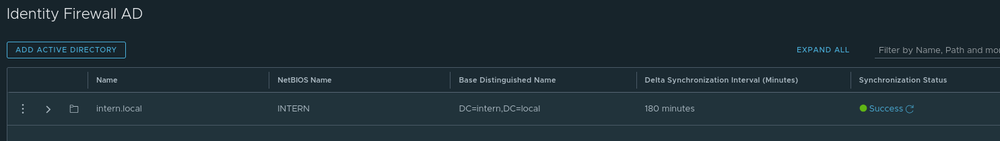 Identity Firewall AD
ADD ACTIVE DIRECTORY EXPAND ALL Filter by Name, Path and mo
Name NetBIOS Name Base Distinguished Name Delta Synchronization Interval (Minutes) Synchronization Status
intern.local INTERN DC=intern,DC=local 180 minutes Success